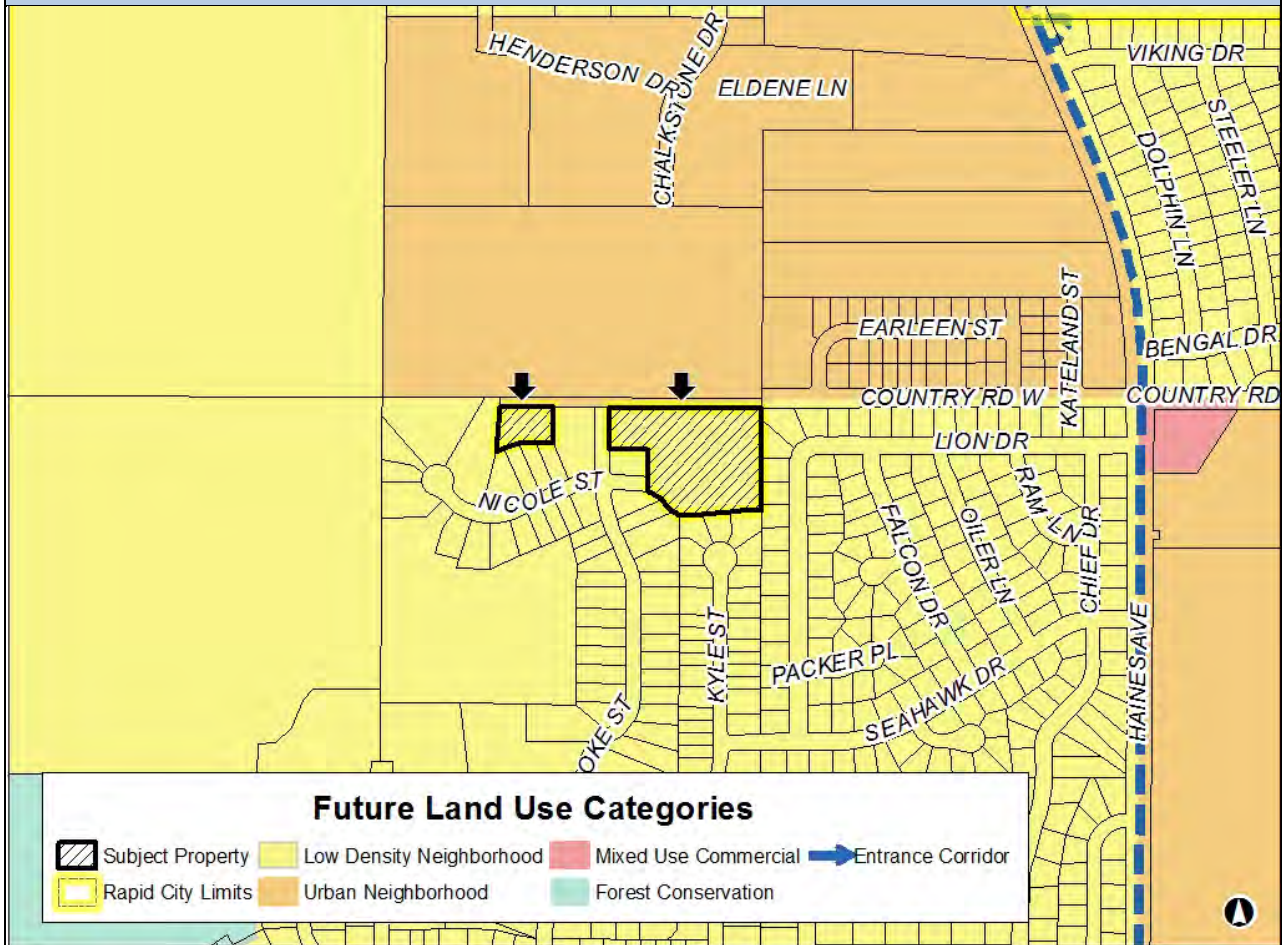 VIKING DR
HENDERSON DR
ELDENE LN
CHALKSTONE DR
STEELER LN
DOLPHIN LN
KATELAND ST
EARLEEN ST
BENGAL DR
COUNTRY RD W
COUNTRY RD
LION DR
NICOLE ST
RAM LN
FALCON DR
OILER LN
CHIEF DR
KYLE ST
HAINES AVE
PACKER PL
SEAHAWK DR
OKE ST
Future Land Use Categories
Subject Property
Low Density Neighborhood
Mixed Use Commercial
Entrance Corridor
Rapid City Limits
Urban Neighborhood
Forest Conservation